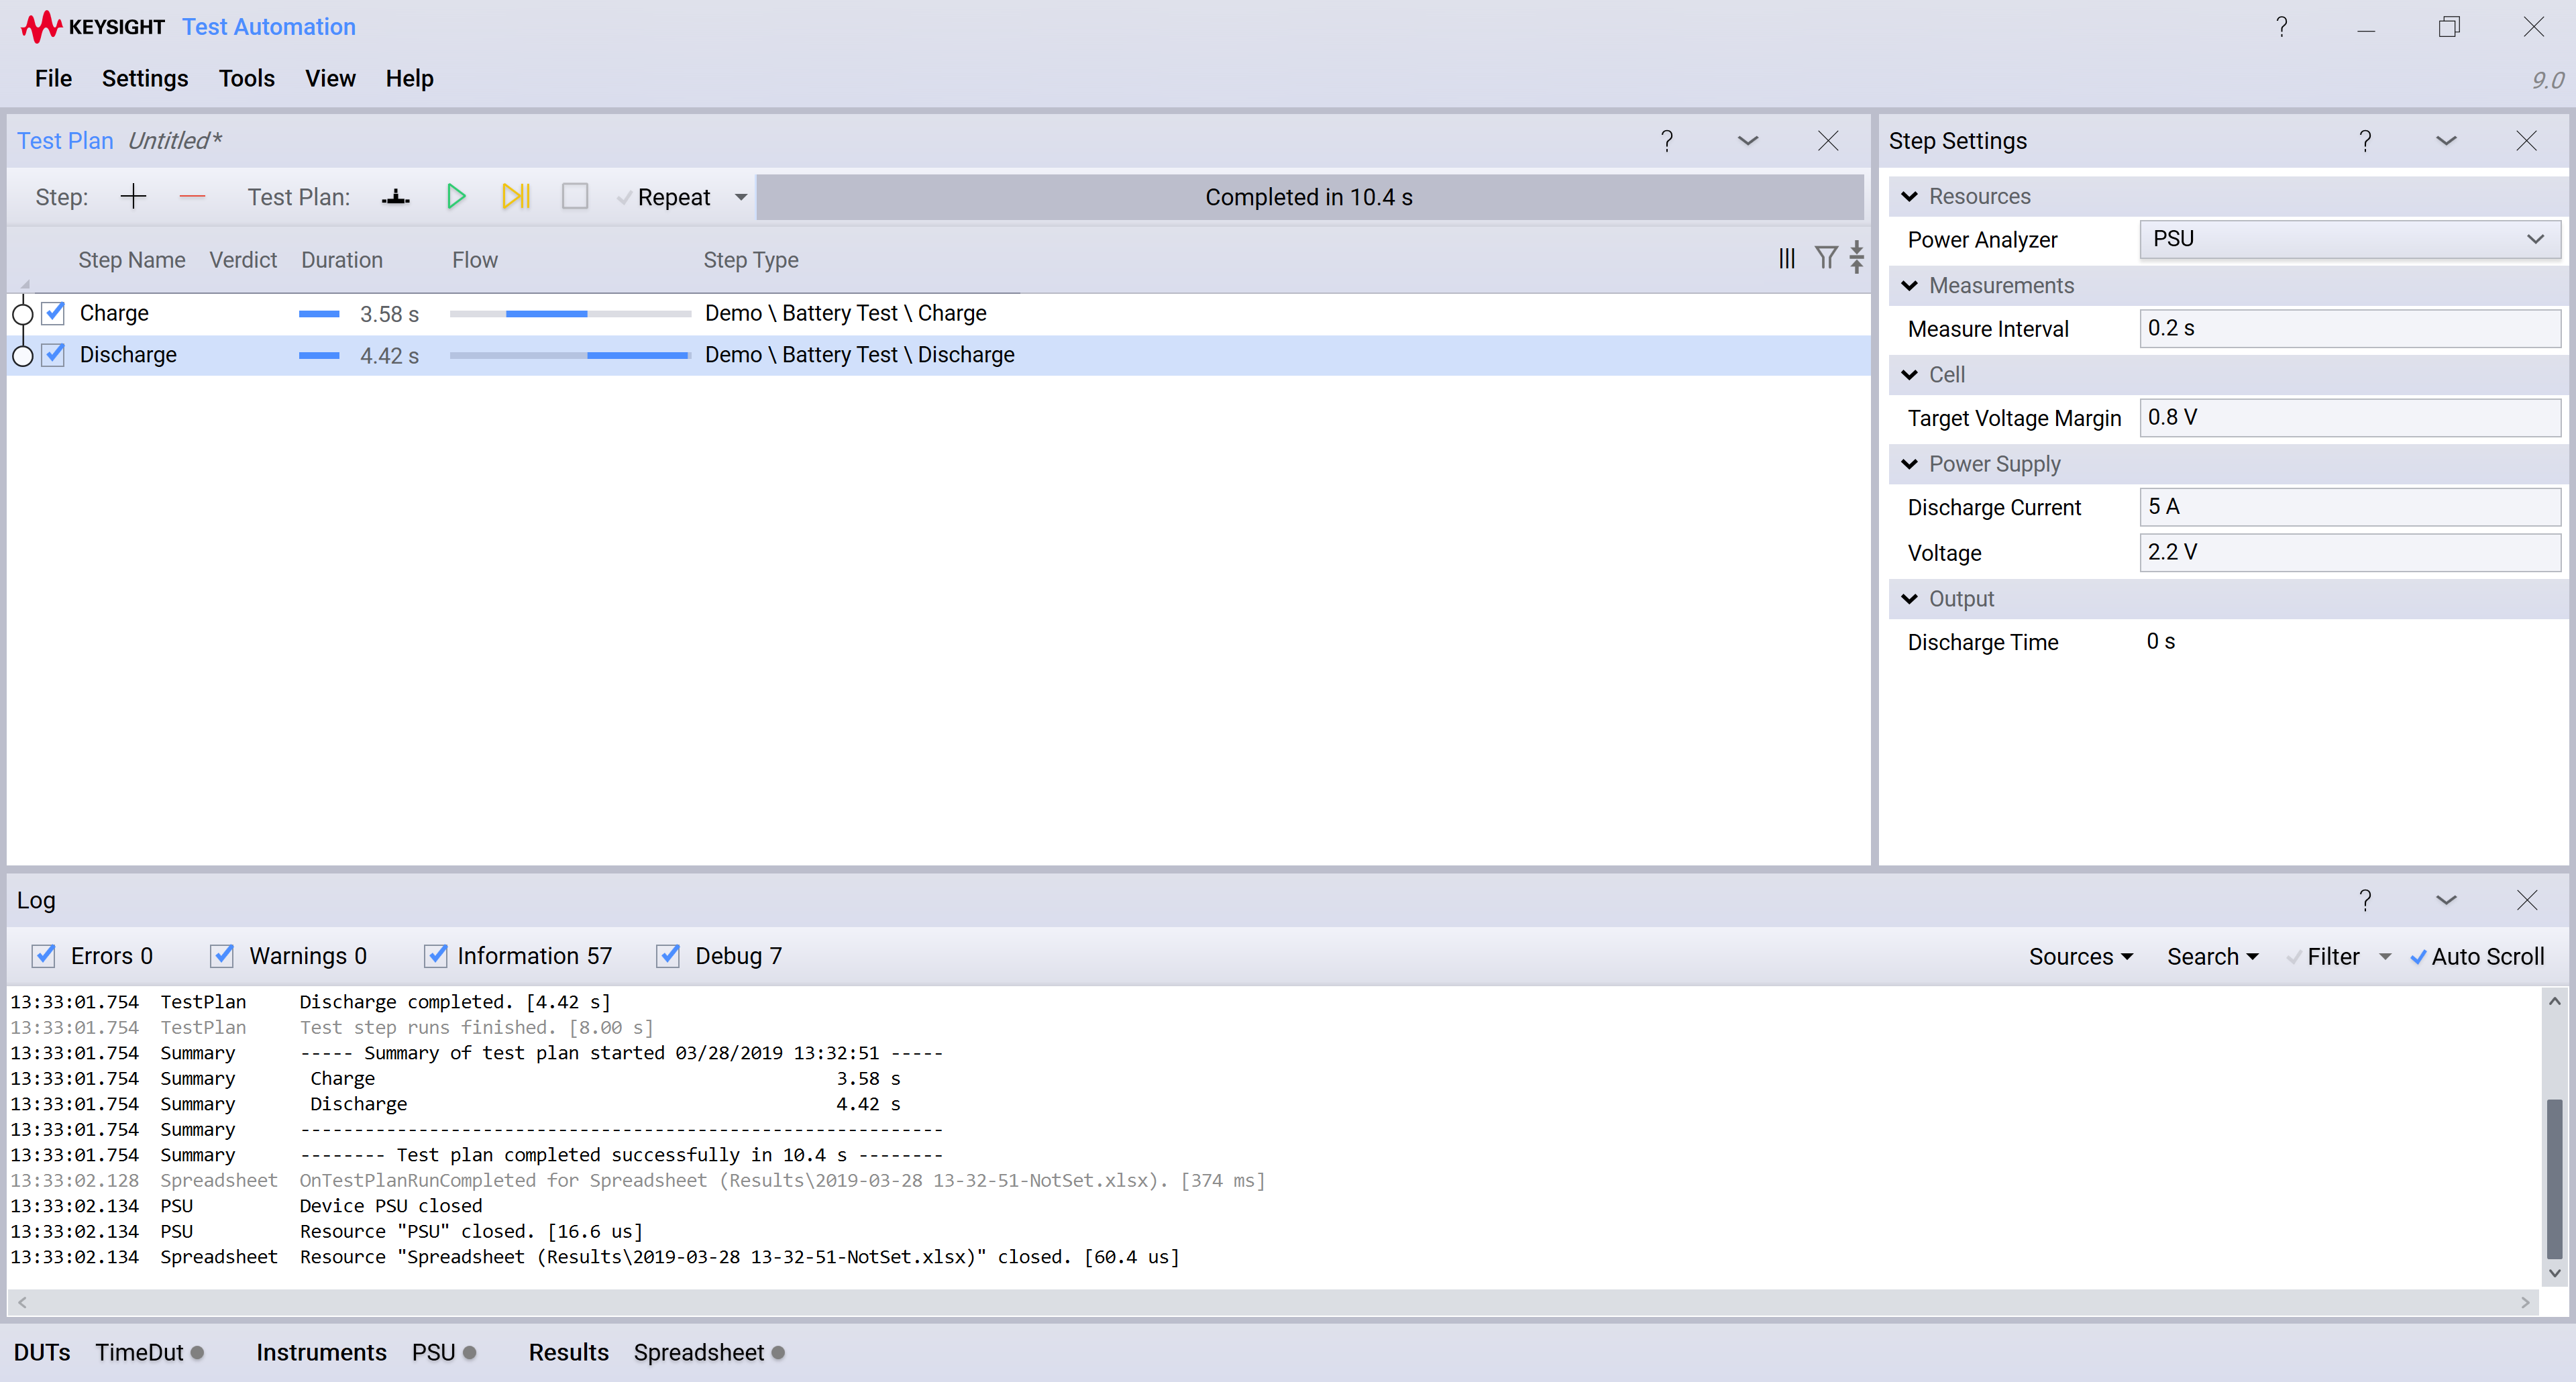 KEYSIGHT Test Automation
File Settings Tools View Help
9.0
Test Plan Untitled*
Step: Test Plan: Repeat Completed in 10.4 s
Step Name Verdict Duration Flow Step Type
Charge 3.58 s Demo \ Battery Test \ Charge
Discharge 4.42 s Demo \ Battery Test \ Discharge
Step Settings
Resources
Power Analyzer PSU
Measurements
Measure Interval 0.2 s
Cell
Target Voltage Margin 0.8 V
Power Supply
Discharge Current 5 A
Voltage 2.2 V
Output
Discharge Time 0 s
Log
Errors 0 Warnings 0 Information 57 Debug 7 Sources Search Filter Auto Scroll
13:33:01.754 TestPlan Discharge completed. [4.42 s]
13:33:01.754 TestPlan Test step runs finished. [8.00 s]
13:33:01.754 Summary ----- Summary of test plan started 03/28/2019 13:32:51 -----
13:33:01.754 Summary Charge 3.58 s
13:33:01.754 Summary Discharge 4.42 s
13:33:01.754 Summary ------------------------------------------------------------
13:33:01.754 Summary -------- Test plan completed successfully in 10.4 s --------
13:33:02.128 Spreadsheet OnTestPlanRunCompleted for Spreadsheet (Results\2019-03-28 13-32-51-NotSet.xlsx). [374 ms]
13:33:02.134 PSU Device PSU closed
13:33:02.134 PSU Resource "PSU" closed. [16.6 us]
13:33:02.134 Spreadsheet Resource "Spreadsheet (Results\2019-03-28 13-32-51-NotSet.xlsx)" closed. [60.4 us]
DUTs TimeDut Instruments PSU Results Spreadsheet